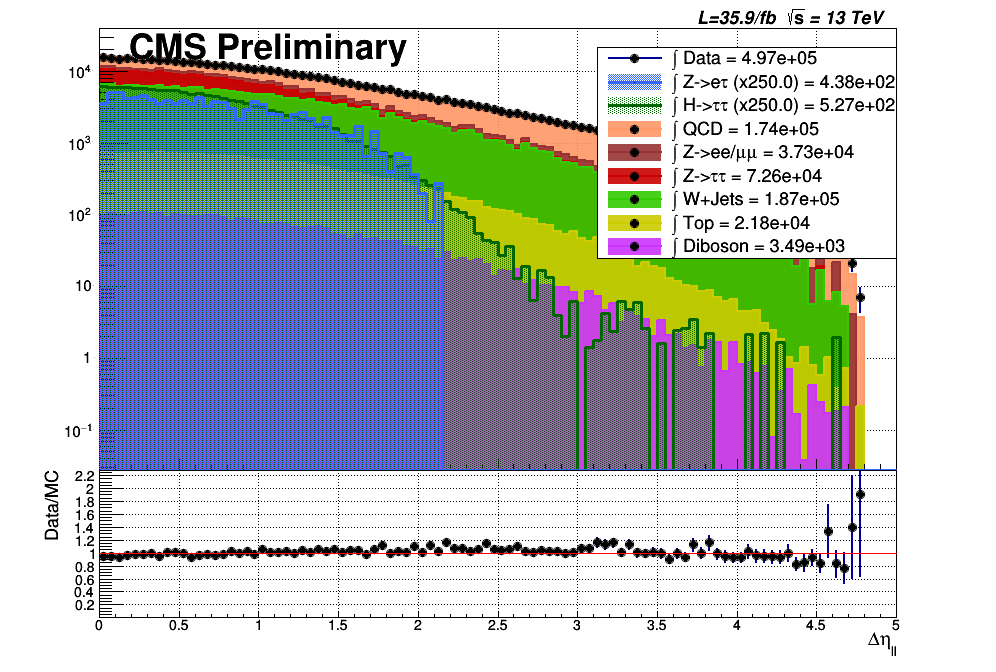 L=35.9/fb √s = 13 TeV
CMS Preliminary
∫ Data = 4.97e+05
∫ Z->eτ (x250.0) = 4.38e+02
∫ H->ττ (x250.0) = 5.27e+02
∫ QCD = 1.74e+05
∫ Z->ee/μμ = 3.73e+04
∫ Z->ττ = 7.26e+04
∫ W+Jets = 1.87e+05
∫ Top = 2.18e+04
∫ Diboson = 3.49e+03
10⁴
10³
10²
10
1
10⁻¹
Data/MC
2.2
2
1.8
1.6
1.4
1.2
1
0.8
0.6
0.4
0.2
0 0.5 1 1.5 2 2.5 3 3.5 4 4.5 5
Δη||